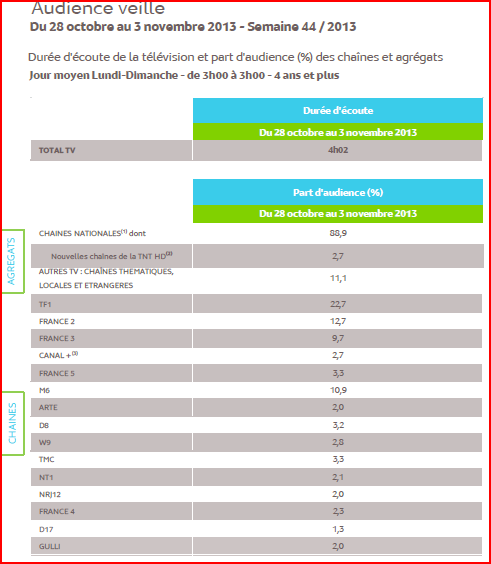 Audience veille
Du 28 octobre au 3 novembre 2013 - Semaine 44 / 2013
Durée d'écoute de la télévision et part d'audience (%) des chaînes et agrégats
Jour moyen Lundi-Dimanche - de 3h00 à 3h00 - 4 ans et plus
Durée d'écoute
Du 28 octobre au 3 novembre 2013
TOTAL TV 4h02
Part d'audience (%)
Du 28 octobre au 3 novembre 2013
AGREGATS
CHAINES NATIONALES(1) dont 88,9
Nouvelles chaînes de la TNT HD(2) 2,7
AUTRES TV : CHAÎNES THEMATIQUES,
LOCALES ET ETRANGERES 11,1
CHAINES
TF1 22,7
FRANCE 2 12,7
FRANCE 3 9,7
CANAL +(3) 2,7
FRANCE 5 3,3
M6 10,9
ARTE 2,0
D8 3,2
W9 2,8
TMC 3,3
NT1 2,1
NRJ12 2,0
FRANCE 4 2,3
D17 1,3
GULLI 2,0